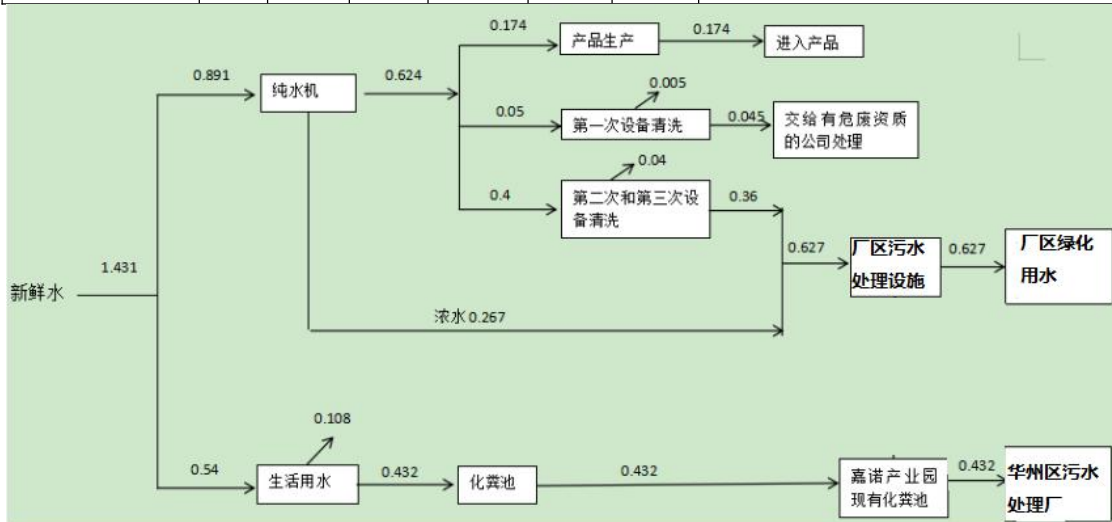 0.174
产品生产
0.174
进入产品
0.891
纯水机
0.624
0.005
0.05
第一次设备清洗
0.045
交给有危废资质
的公司处理
0.04
0.4
第二次和第三次设
备清洗
0.36
1.431
新鲜水
0.627
厂区污水
处理设施
0.627
厂区绿化
用水
浓水 0.267
0.108
0.54
生活用水
0.432
化粪池
0.432
嘉诺产业园
现有化粪池
0.432
华州区污水
处理厂